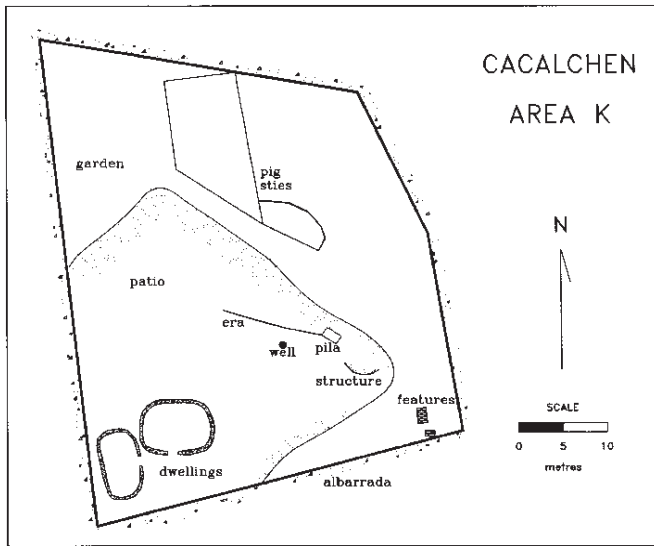 CACALCHEN
AREA K
garden
pig
sties
N
patio
era
well
pila
structure
features
SCALE
0 5 10
metres
dwellings
albarrada